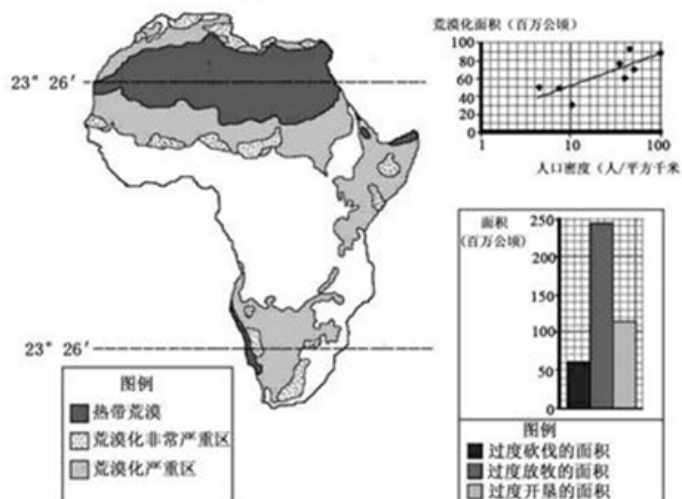 23° 26′
23° 26′
图例
热带荒漠
荒漠化非常严重区
荒漠化严重区
荒漠化面积（百万公顷）
100
80
60
40
20
0
1
10
100
人口密度（人/平方千米
面积
(百万公顷)
250
200
150
100
50
0
图例
过度砍伐的面积
过度放牧的面积
过度开垦的面积